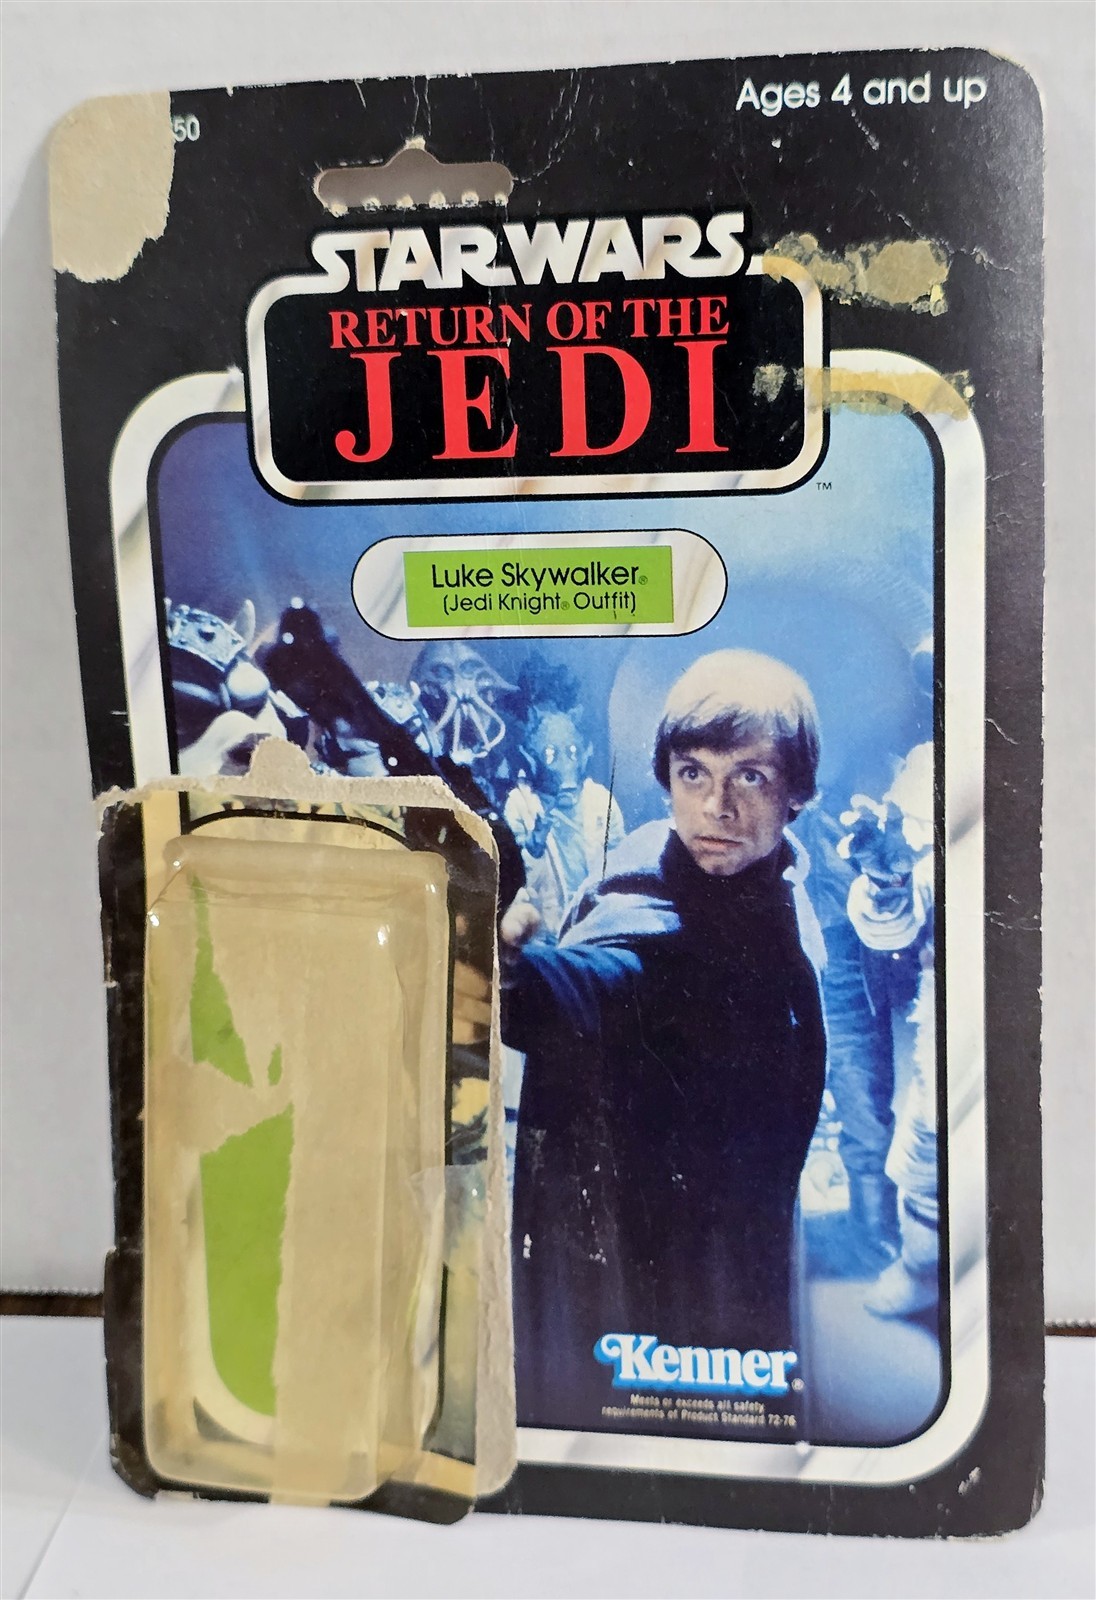 50
Ages 4 and up
STAR WARS
RETURN OF THE
JEDI
TM
Luke Skywalker®
(Jedi Knight® Outfit)
Kenner®
Meets or exceeds all safety
requirements of Product Standard 72-76